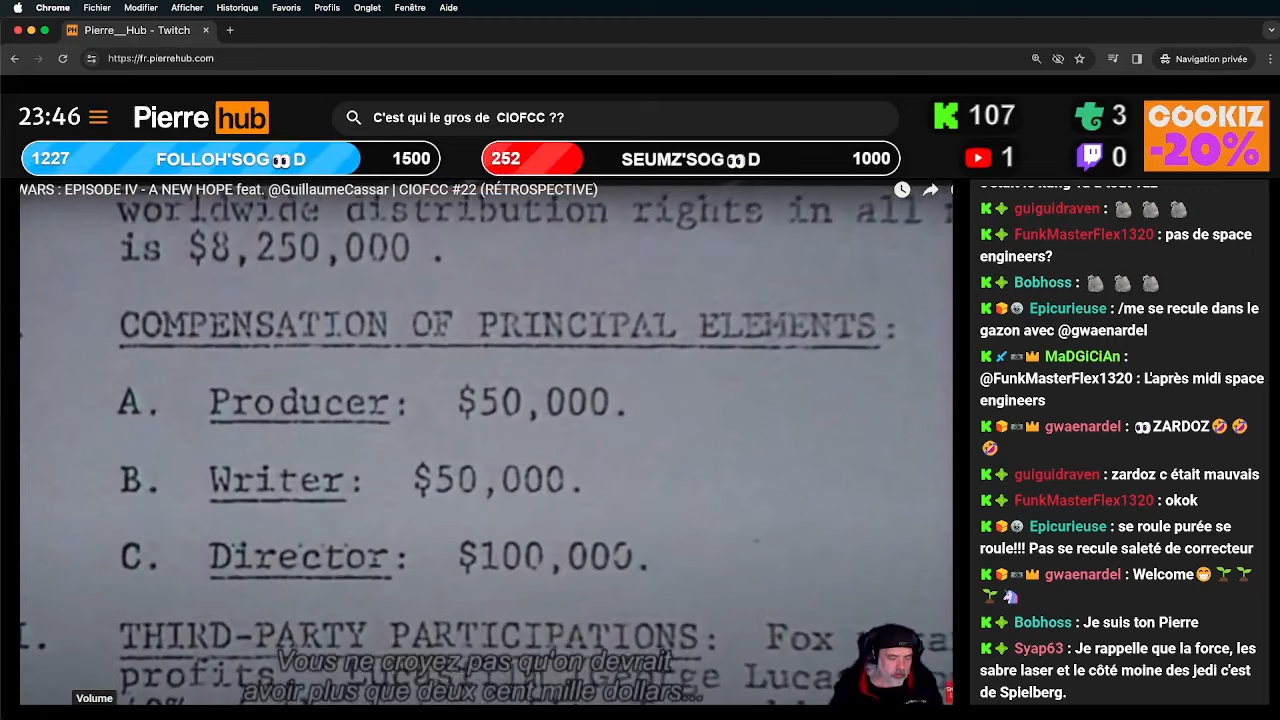 Chrome Fichier Modifier Afficher Historique Favoris Profils Onglet Fenêtre Aide
Pierre__Hub - Twitch
https://fr.pierrehub.com
Navigation privée
23:46 Pierre hub
C'est qui le gros de CIOFCC ??
107 3
1 0
COOKIZ
-20%
1227 FOLLOH'SOG👀D 1500
252 SEUMZ'SOG👀D 1000
WARS : EPISODE IV - A NEW HOPE feat. @GuillaumeCassar | CIOFCC #22 (RÉTROSPECTIVE)
worldwide distribution rights in all
is $8,250,000 .
COMPENSATION OF PRINCIPAL ELEMENTS:
A. Producer: $50,000.
B. Writer: $50,000.
C. Director: $100,000.
THIRD-PARTY PARTICIPATIONS: Fox
profits
Vous ne croyez pas qu'on devrait
avoir plus que deux cent mille dollars...
Volume
guiguidraven :
FunkMasterFlex1320 : pas de space
engineers?
Bobhoss :
Epicurieuse : /me se recule dans le
gazon avec @gwaenardel
MaDGiCiAn :
@FunkMasterFlex1320 : L'après midi space
engineers
gwaenardel : 👀ZARDOZ🤣🤣
🤣
guiguidraven : zardoz c était mauvais
FunkMasterFlex1320 : okok
Epicurieuse : se roule purée se
roule!!! Pas se recule saleté de correcteur
gwaenardel : Welcome😁🌱🌱
🌱🦄
Bobhoss : Je suis ton Pierre
Syap63 : Je rappelle que la force, les
sabre laser et le côté moine des jedi c'est
de Spielberg.